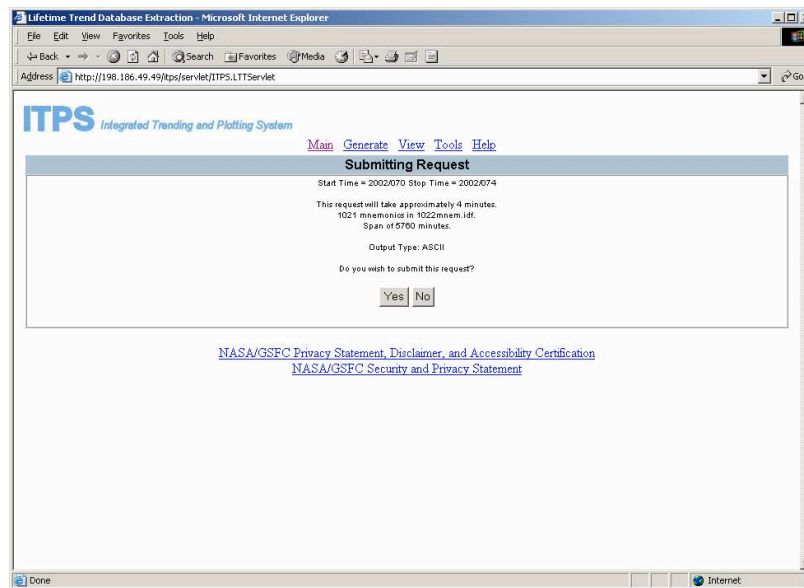 Lifetime Trend Database Extraction - Microsoft Internet Explorer
File Edit View Favorites Tools Help
Back Search Favorites Media
Address http://198.186.49.49/itps/servlet/ITPS.LTTServlet Go
ITPS Integrated Trending and Plotting System
Main Generate View Tools Help
Submitting Request
Start Time = 2002/070 Stop Time = 2002/074
This request will take approximately 4 minutes.
1021 mnemonics in 1022mnem.idf.
Span of 5760 minutes.
Output Type: ASCII
Do you wish to submit this request?
Yes No
NASA/GSFC Privacy Statement, Disclaimer, and Accessibility Certification
NASA/GSFC Security and Privacy Statement
Done Internet